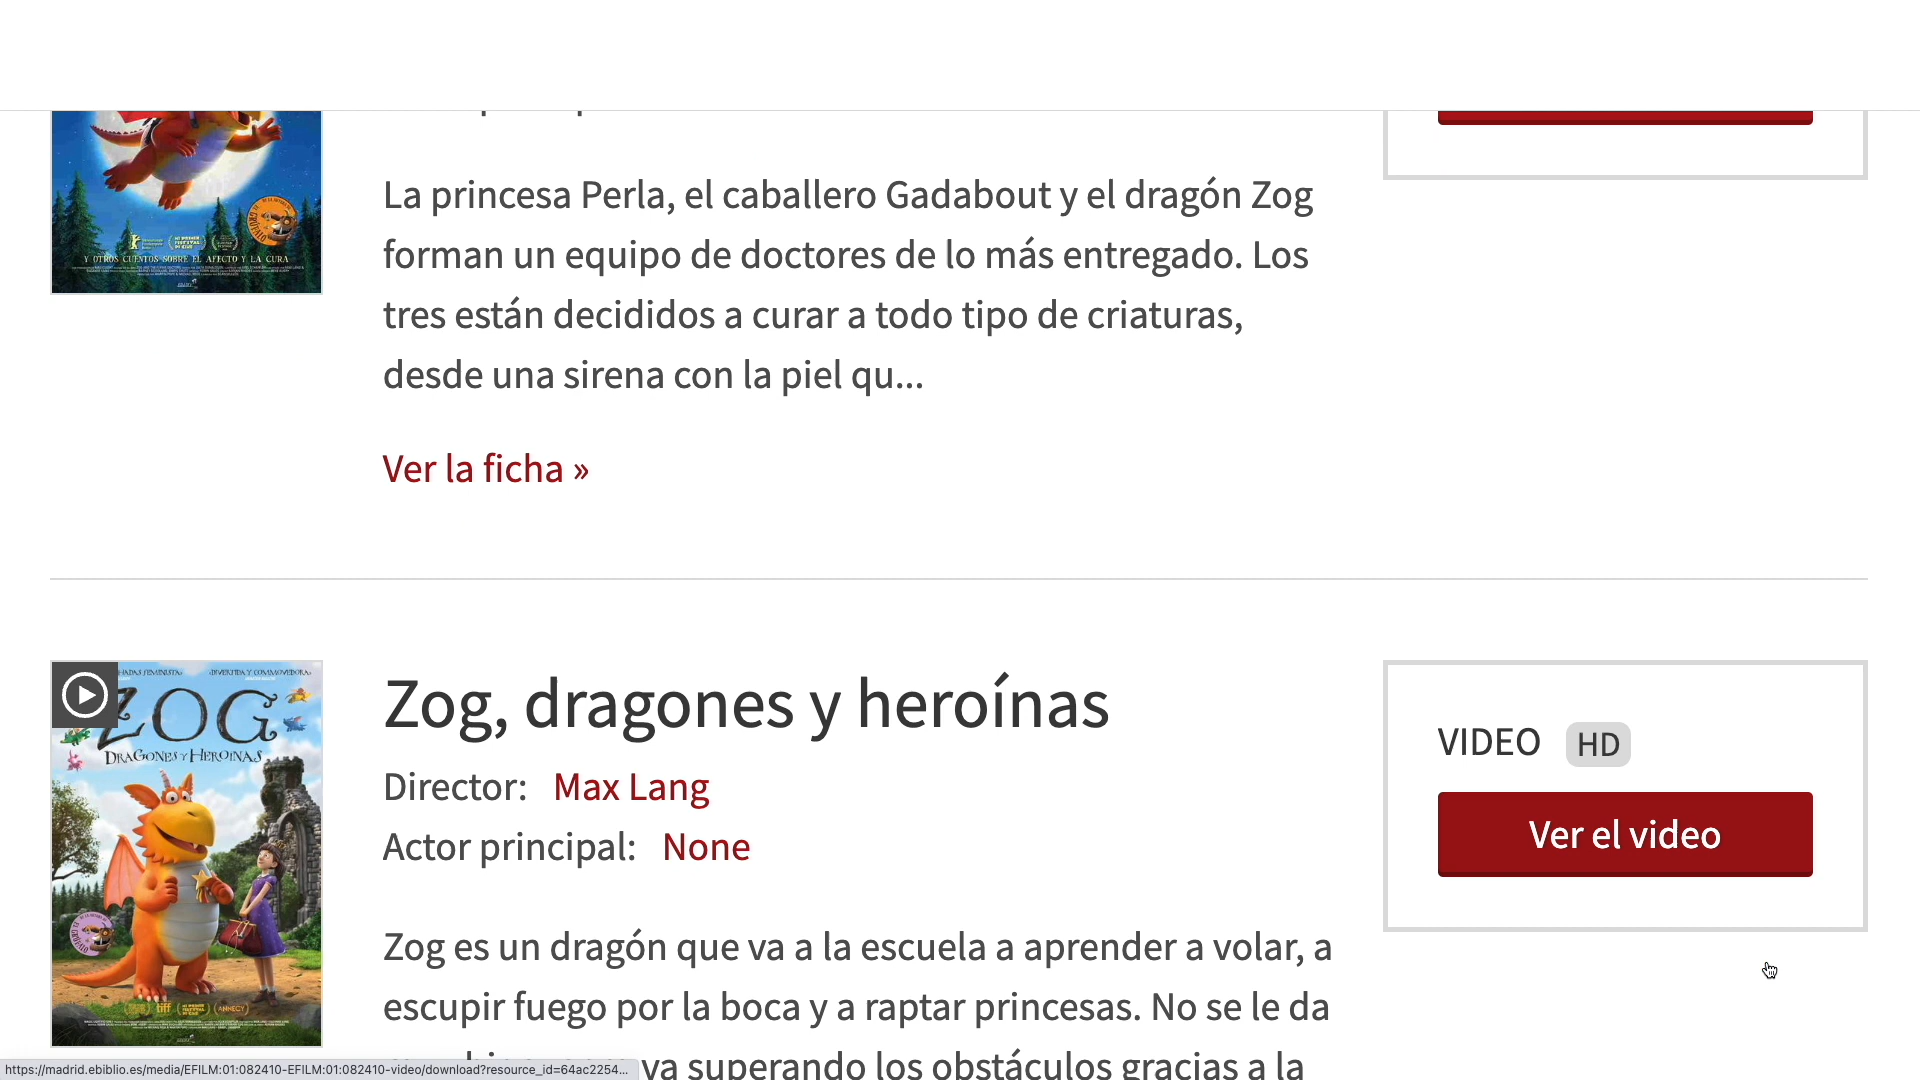 Y OTROS CUENTOS SOBRE EL AFECTO Y LA CURA
La princesa Perla, el caballero Gadabout y el dragón Zog
forman un equipo de doctores de lo más entregado. Los
tres están decididos a curar a todo tipo de criaturas,
desde una sirena con la piel qu...
Ver la ficha »
"DIVERTIDA Y CONMOVEDORA"
ZOG
DRAGONES Y HEROÍNAS
tiff
ANNECY
Zog, dragones y heroínas
Director: Max Lang
Actor principal: None
VIDEO HD
Ver el video
Zog es un dragón que va a la escuela a aprender a volar, a
escupir fuego por la boca y a raptar princesas. No se le da
va superando los obstáculos gracias a la
https://madrid.ebiblio.es/media/EFILM:01:082410-EFILM:01:082410-video/download?resource_id=64ac2254...